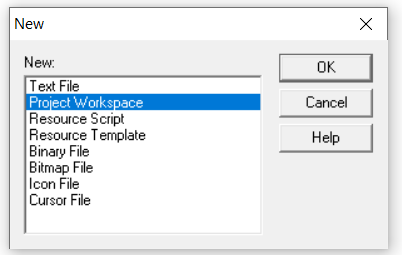 New
New:
Text File
Project Workspace
Resource Script
Resource Template
Binary File
Bitmap File
Icon File
Cursor File
OK
Cancel
Help